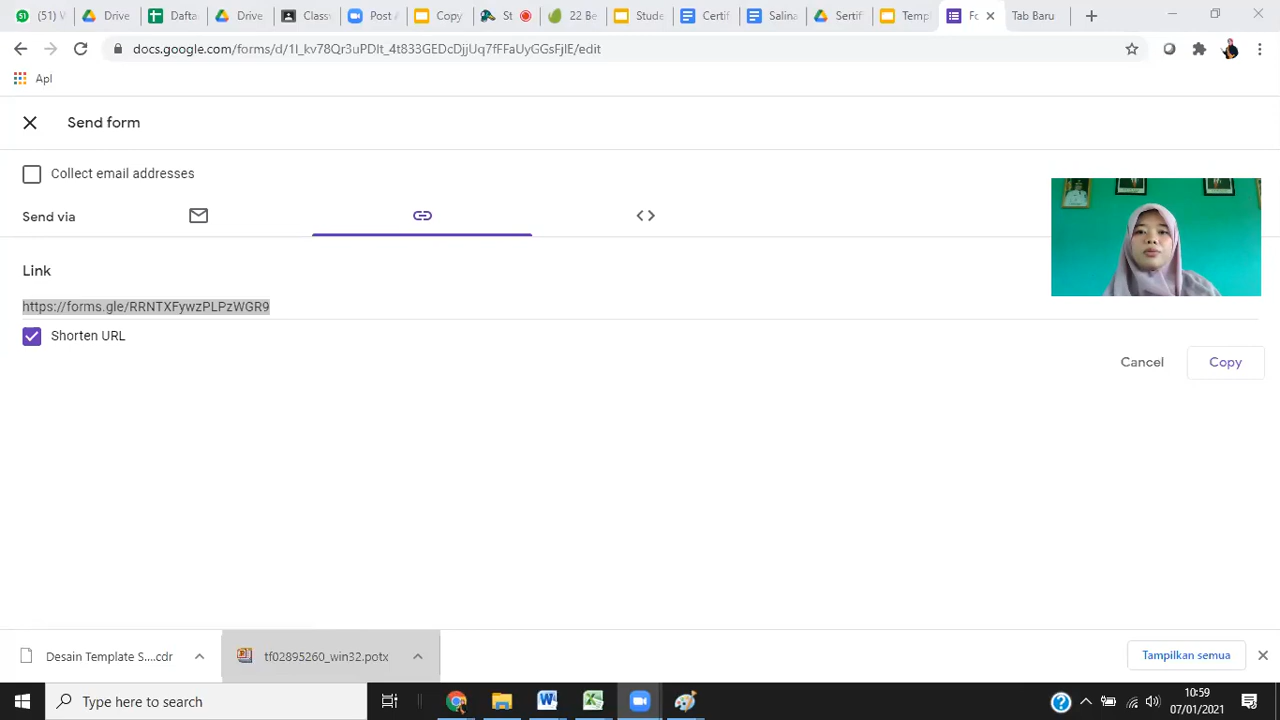 (51) W
Drive
Dafta
Drive
Class
Post A
Copy
St
22 Be
Stude
Certif
Salina
Sertif
Temp
Fo
Tab Baru
docs.google.com/forms/d/1l_kv78Qr3uPDIt_4t833GEDcDjjUq7fFFaUyGGsFjlE/edit
Apl
Send form
Collect email addresses
Send via
Link
https://forms.gle/RRNTXFywzPLPzWGR9
Shorten URL
Cancel
Copy
Desain Template S....cdr
tf02895260_win32.potx
Tampilkan semua
Type here to search
10:59
07/01/2021